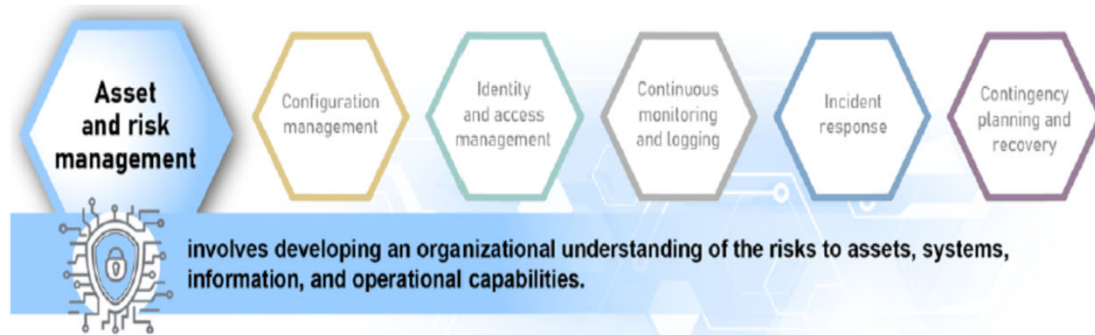 Asset
and risk
management
Configuration
management
Identity
and access
management
Continuous
monitoring
and logging
Incident
response
Contingency
planning and
recovery
involves developing an organizational understanding of the risks to assets, systems,
information, and operational capabilities.